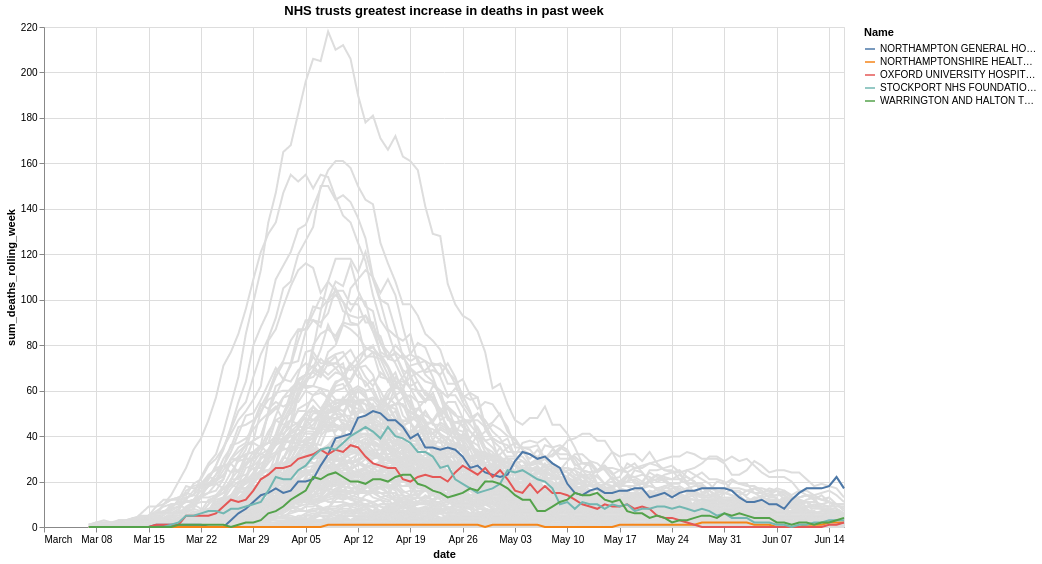 NHS trusts greatest increase in deaths in past week
220
200
180
160
140
120
100
80
60
40
20
0
sum_deaths_rolling_week
March
Mar 08
Mar 15
Mar 22
Mar 29
Apr 05
Apr 12
Apr 19
Apr 26
May 03
May 10
May 17
May 24
May 31
Jun 07
Jun 14
date
Name
NORTHAMPTON GENERAL HO…
NORTHAMPTONSHIRE HEALT…
OXFORD UNIVERSITY HOSPIT…
STOCKPORT NHS FOUNDATIO…
WARRINGTON AND HALTON T…